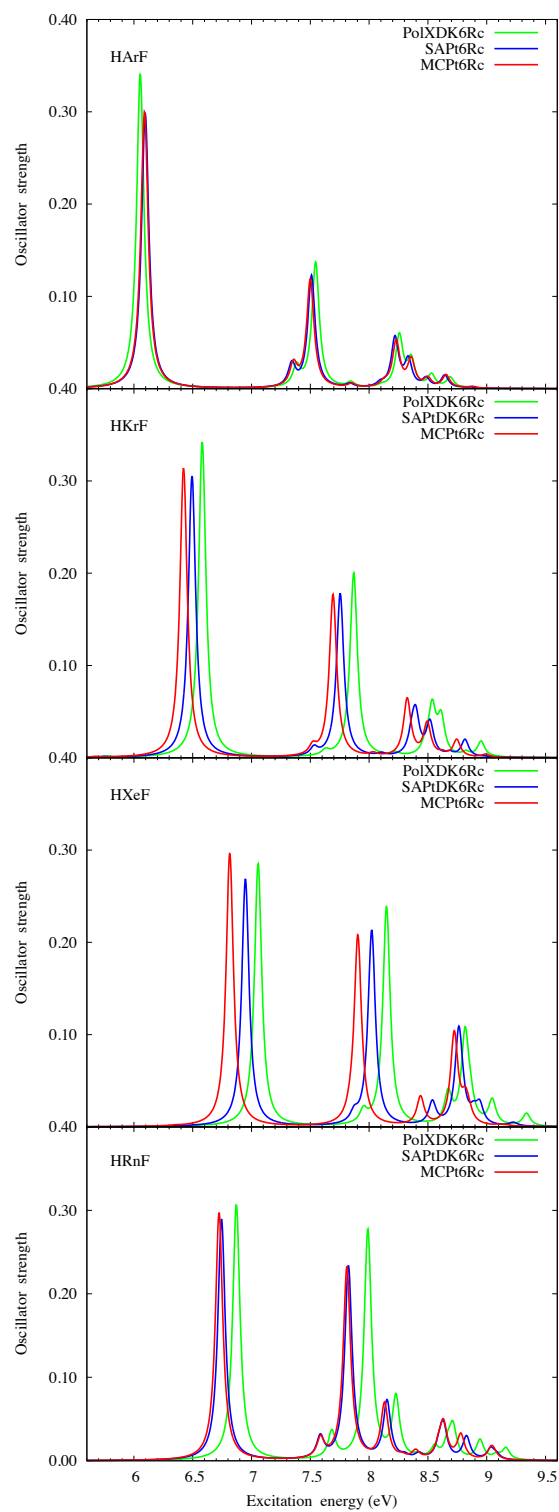 PolXDK6Rc
SAPt6Rc
MCPt6Rc
HArF
0.40
0.30
0.20
0.10
Oscillator strength
0.40
PolXDK6Rc
SAPtDK6Rc
MCPt6Rc
HKrF
0.30
0.20
0.10
Oscillator strength
0.40
PolXDK6Rc
SAPtDK6Rc
MCPt6Rc
HXeF
0.30
0.20
0.10
Oscillator strength
0.40
PolXDK6Rc
SAPtDK6Rc
MCPt6Rc
HRnF
0.30
0.20
0.10
0.00
Oscillator strength
6 6.5 7 7.5 8 8.5 9 9.5
Excitation energy (eV)